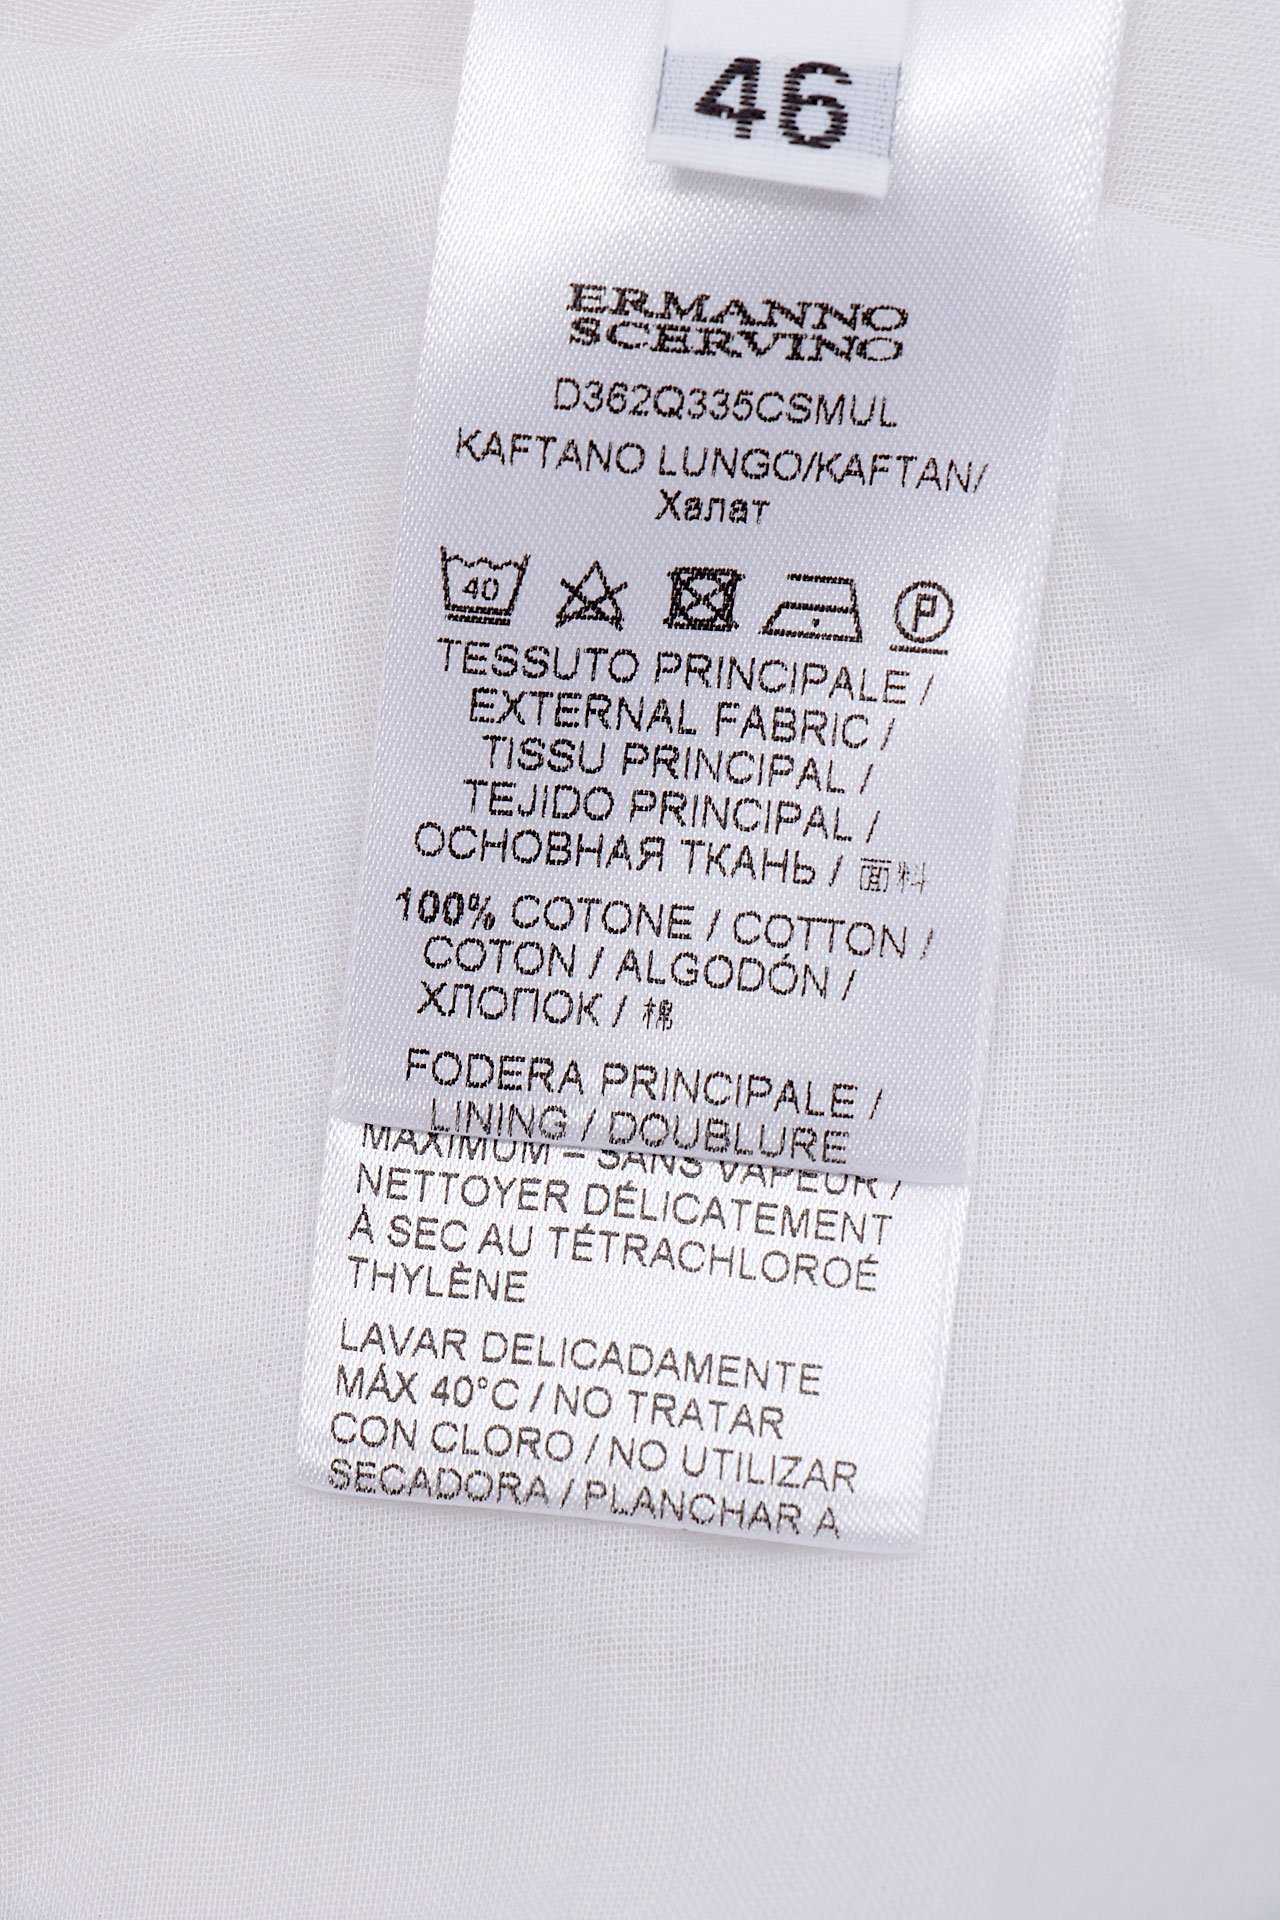 46
ERMANNO
SCERVINO
D362Q335CSMUL
KAFTANO LUNGO/KAFTAN/
Халат
40 P
TESSUTO PRINCIPALE /
EXTERNAL FABRIC /
TISSU PRINCIPAL /
TEJIDO PRINCIPAL /
ОСНОВНАЯ ТКАНЬ / 面料
100% COTONE / COTTON /
COTON / ALGODÓN /
ХЛОПОК / 棉
FODERA PRINCIPALE /
LINING / DOUBLURE
MAXIMUM – SANS VAPEUR /
NETTOYER DÉLICATEMENT
À SEC AU TÉTRACHLOROÉ
THYLÈNE
LAVAR DELICADAMENTE
MÁX 40°C / NO TRATAR
CON CLORO / NO UTILIZAR
SECADORA / PLANCHAR A